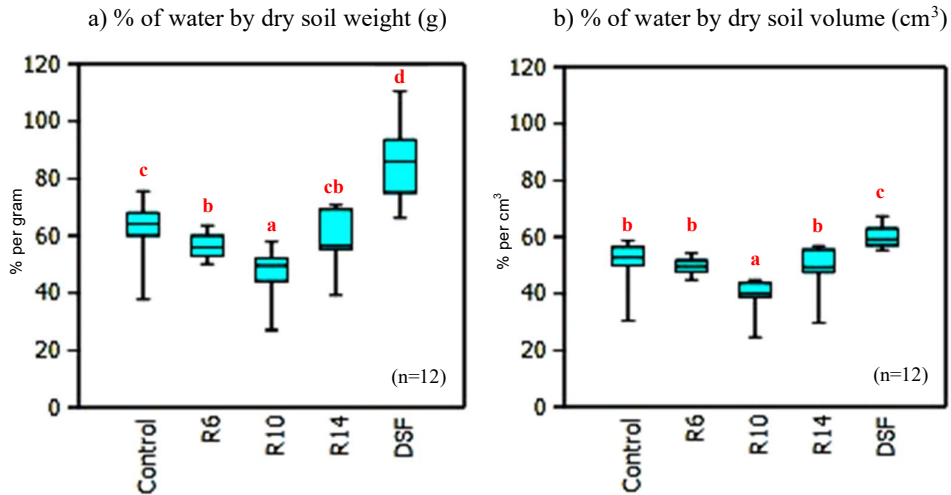 a) % of water by dry soil weight (g)
b) % of water by dry soil volume (cm³)
% per gram
120
100
80
60
40
20
0
c
b
a
cb
d
(n=12)
Control
R6
R10
R14
DSF
% per cm³
120
100
80
60
40
20
0
b
b
a
b
c
(n=12)
Control
R6
R10
R14
DSF